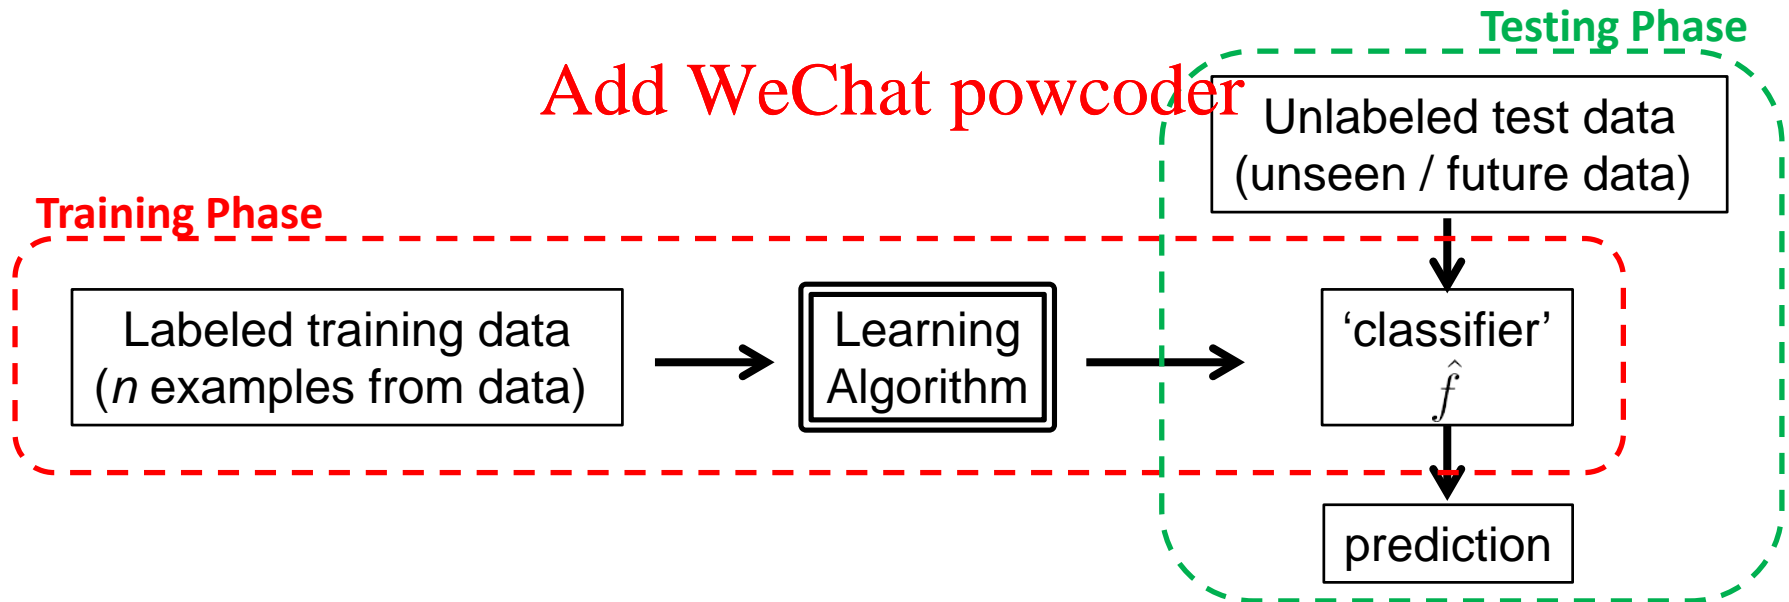 Testing Phase
Add WeChat powcoder
Unlabeled test data
(unseen / future data)
Training Phase
Labeled training data
(n examples from data)
Learning
Algorithm
‘classifier’
f̂
prediction